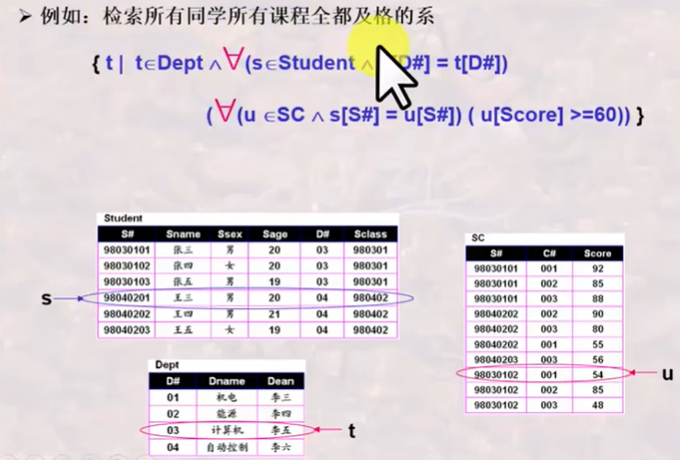 ➢ 例如：检索所有同学所有课程全都及格的系
{ t | t∈Dept ∧ ∀(s∈Student ∧ [D#] = t[D#])
(∀(u ∈SC ∧ s[S#] = u[S#]) ( u[Score] >=60)) }
Student
S# Sname Ssex Sage D# Sclass
98030101 张三 男 20 03 980301
98030102 张四 女 20 03 980301
98030103 张五 男 19 03 980301
98040201 王三 男 20 04 980402
98040202 王四 男 21 04 980402
98040203 王五 女 19 04 980402
s
SC
S# C# Score
98030101 001 92
98030101 002 85
98030101 003 88
98040202 002 90
98040202 003 80
98040202 001 55
98040203 003 56
98030102 001 54
98030102 002 85
98030102 003 48
u
Dept
D# Dname Dean
01 机电 李三
02 能源 李四
03 计算机 李五
04 自动控制 李六
t